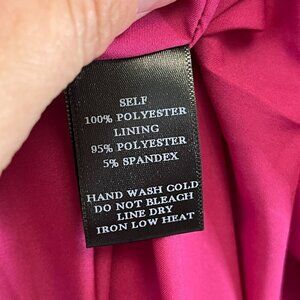 SELF
100% POLYESTER
LINING
95% POLYESTER
5% SPANDEX
HAND WASH COLD
DO NOT BLEACH
LINE DRY
IRON LOW HEAT